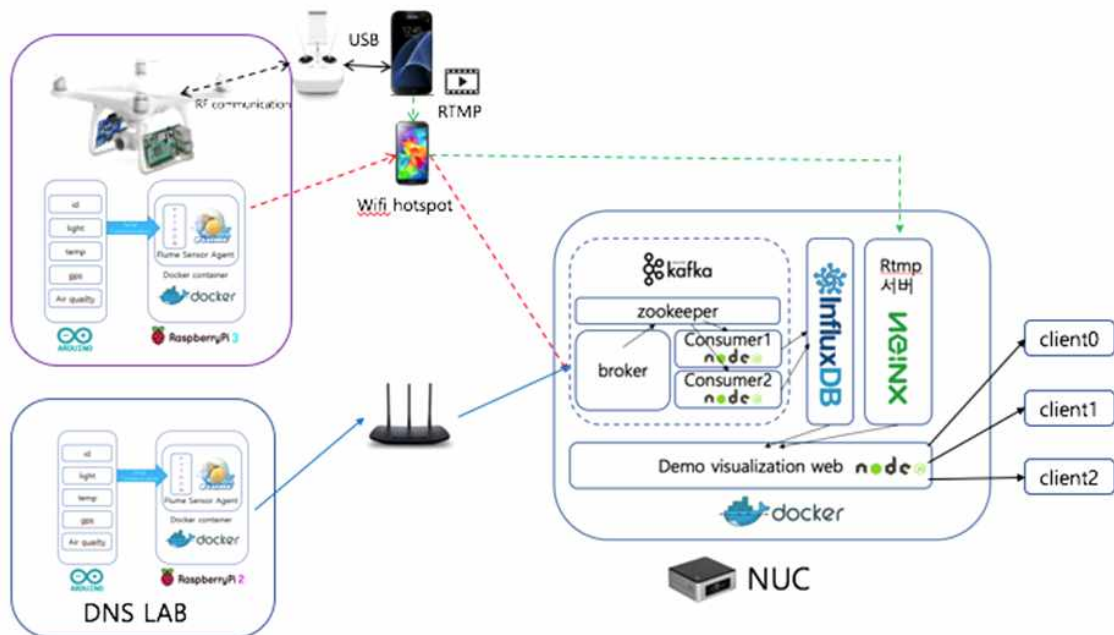 USB
RF communication
RTMP
Wifi hotspot
id
light
temp
gps
Air quality
Flume Sensor Agent
Docker container
docker
ARDUINO
RaspberryPi 3
id
light
temp
gps
Air quality
Flume Sensor Agent
Docker container
docker
ARDUINO
RaspberryPi 2
DNS LAB
kafka
zookeeper
broker
Consumer1
node
Consumer2
node
InfluxDB
Rtmp
서버
NGiNX
Demo visualization web node
docker
NUC
client0
client1
client2